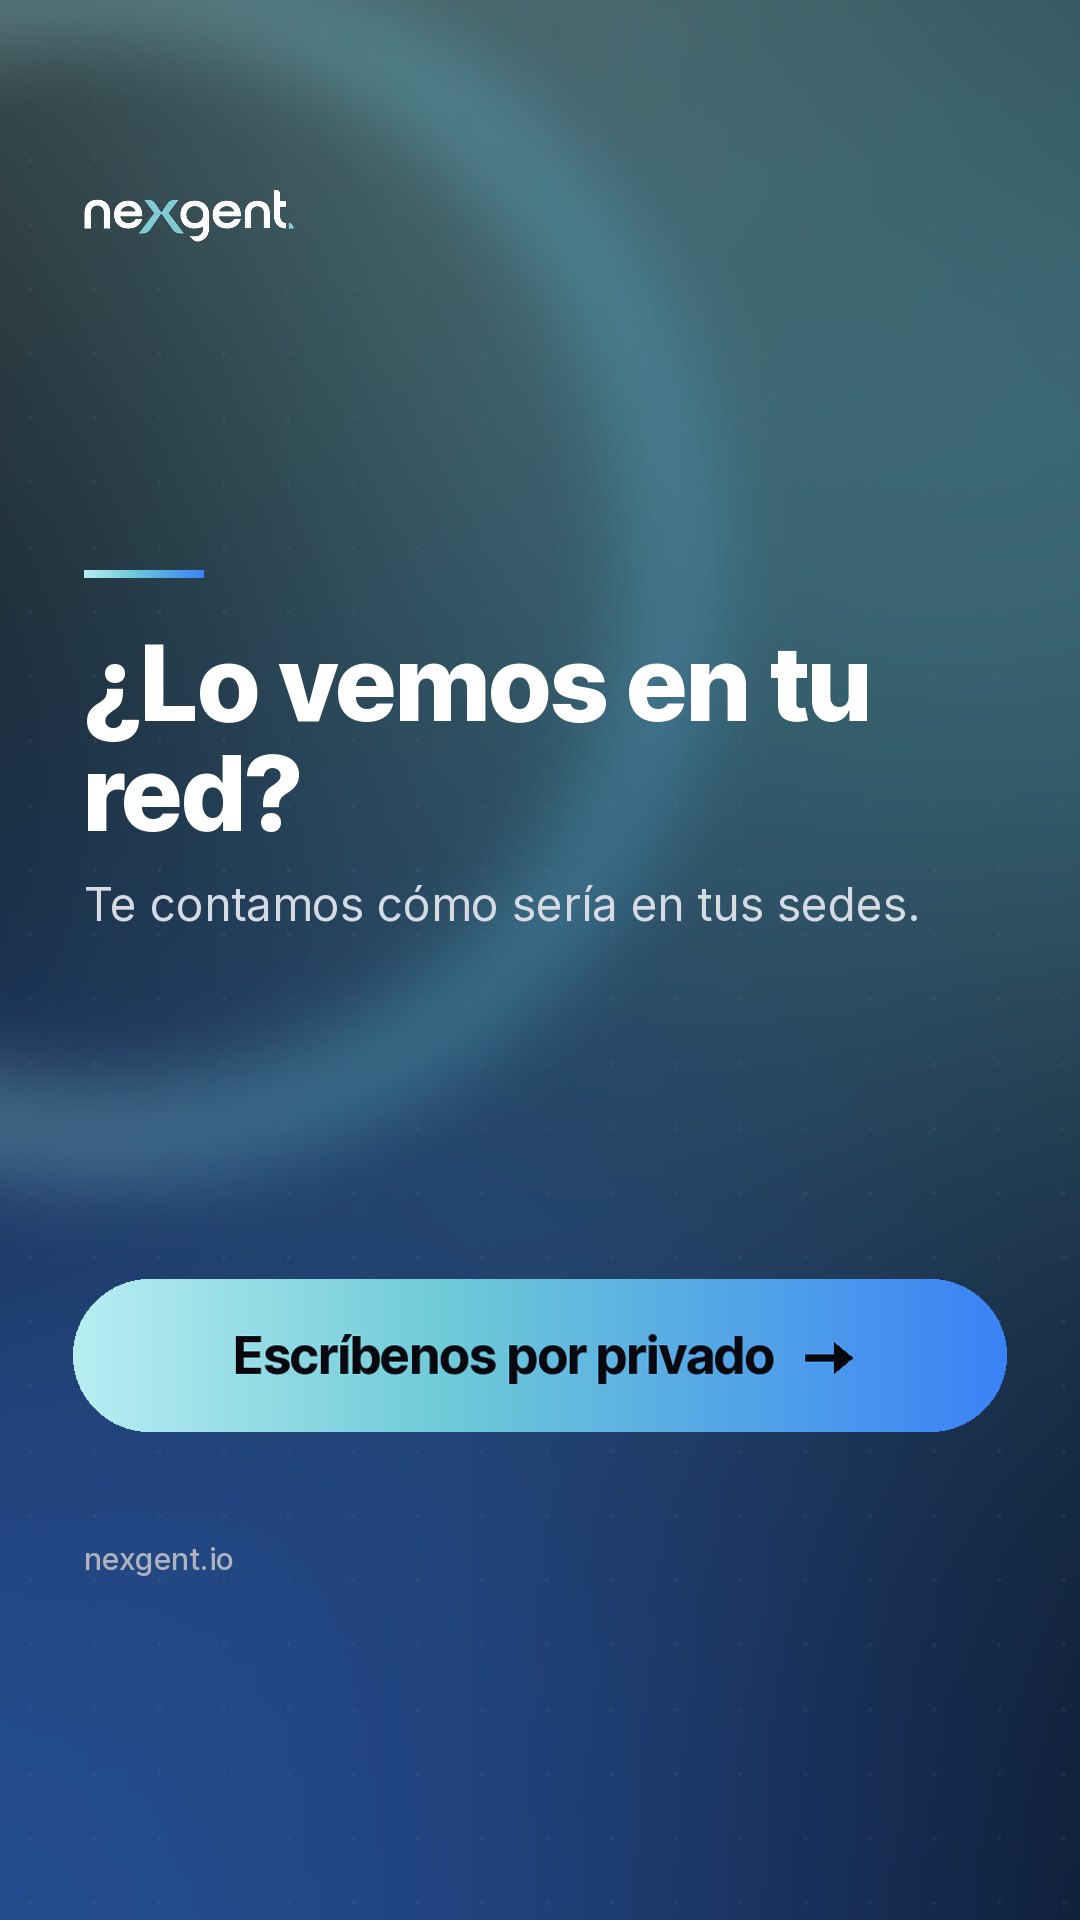 nexgent.
¿Lo vemos en tu
red?
Te contamos cómo sería en tus sedes.
Escríbenos por privado →
nexgent.io